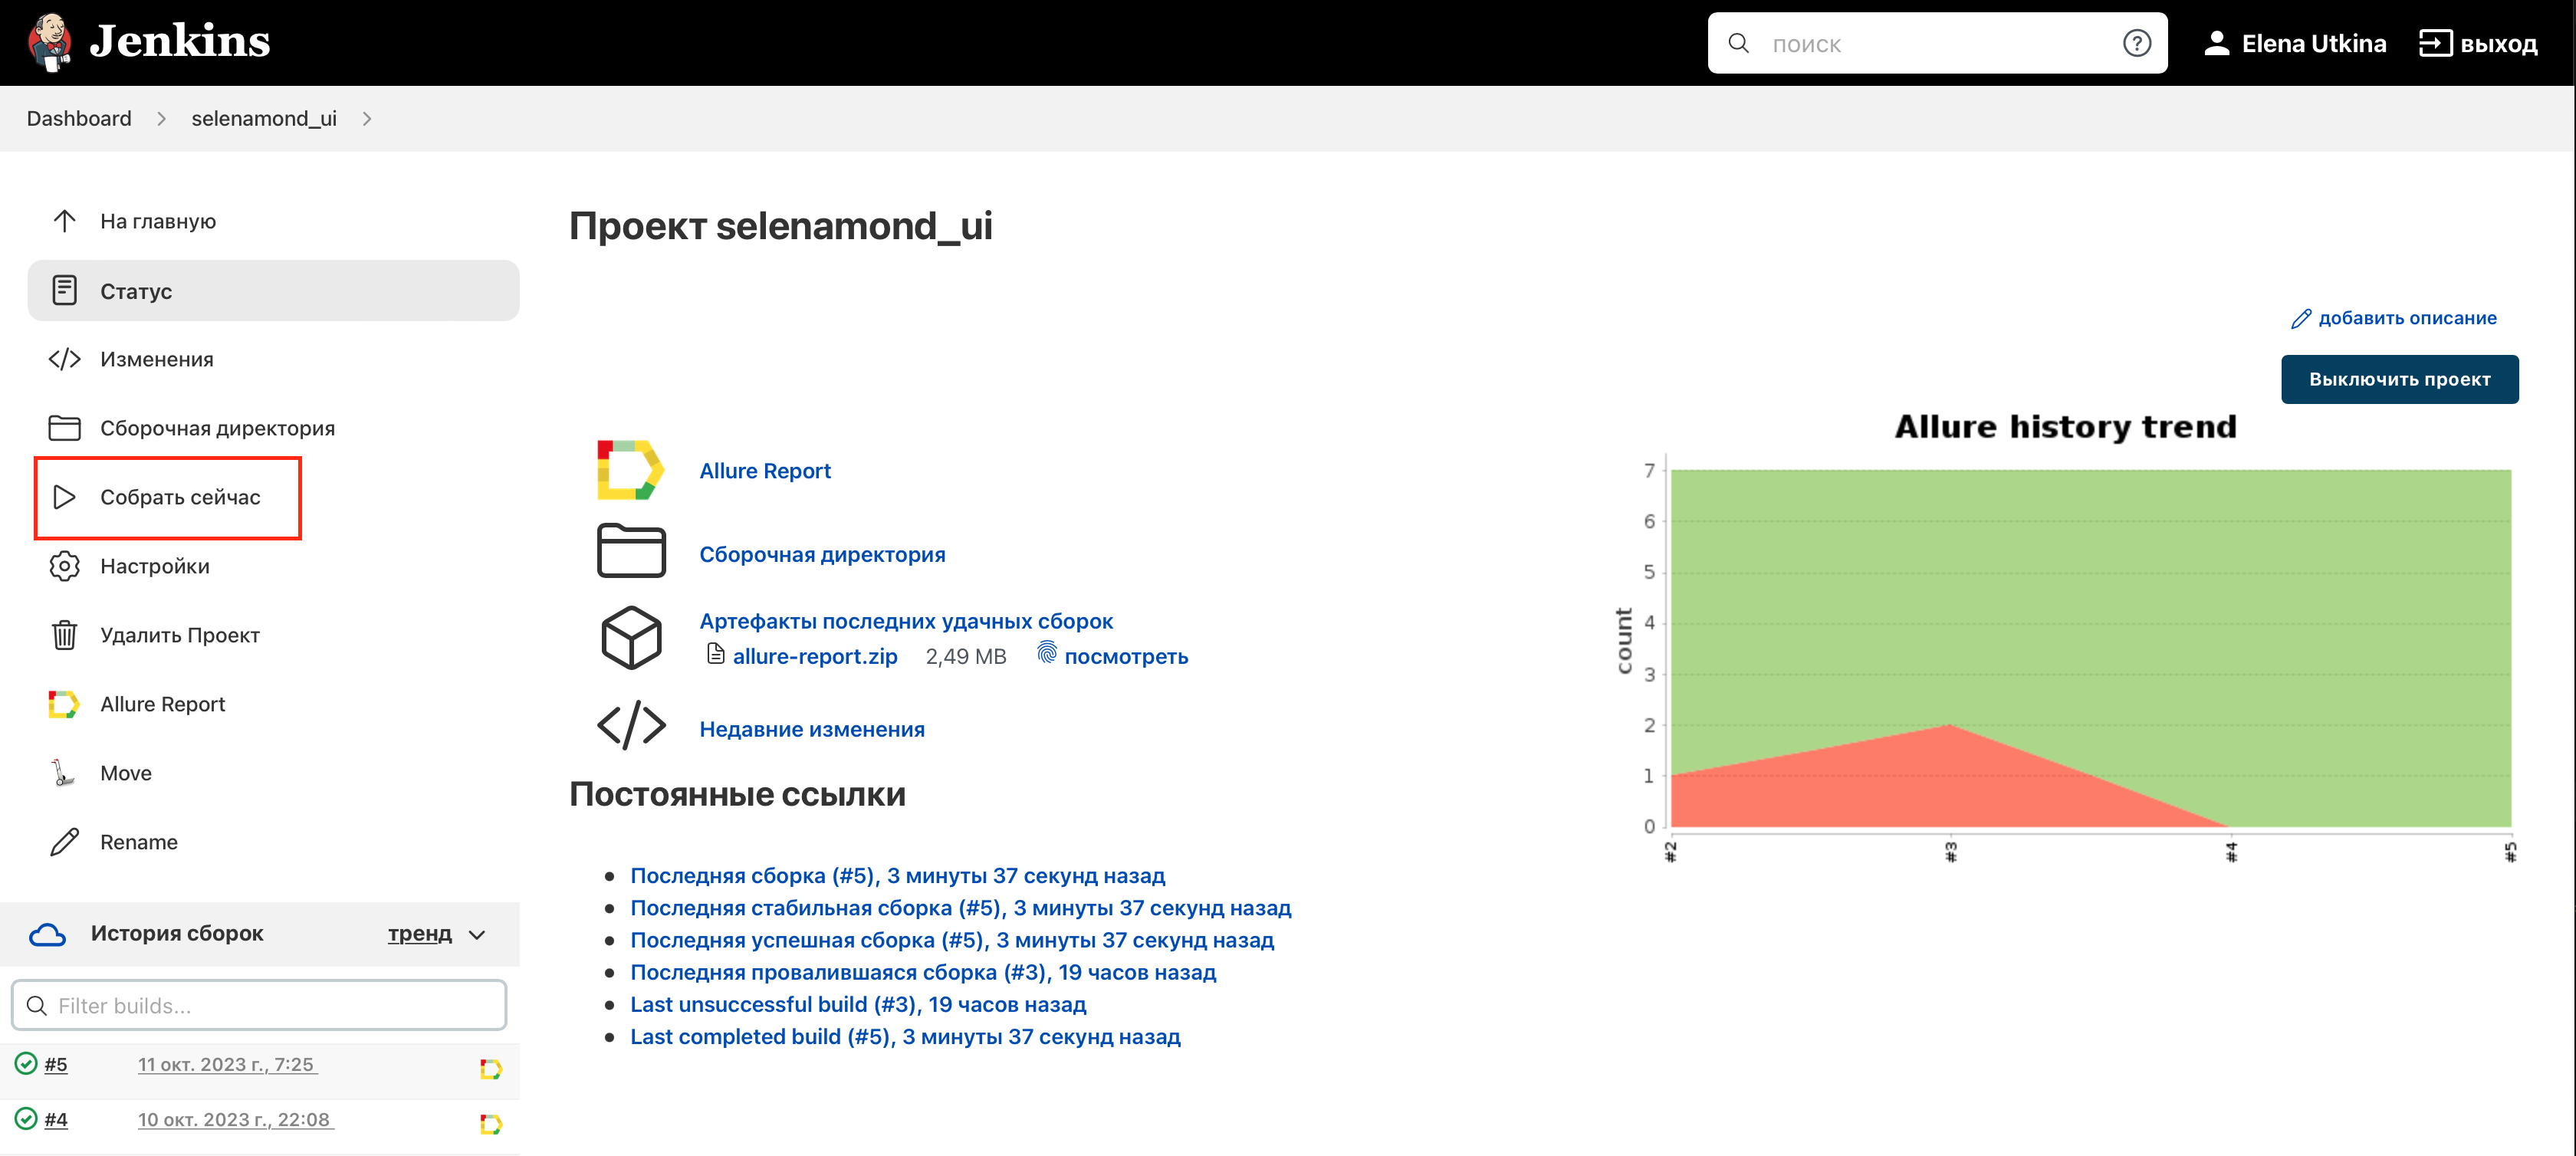 Jenkins
поиск
Elena Utkina
выход
Dashboard
selenamond_ui
На главную
Статус
Изменения
Сборочная директория
Собрать сейчас
Настройки
Удалить Проект
Allure Report
Move
Rename
История сборок
тренд
Filter builds...
#5 11 окт. 2023 г., 7:25
#4 10 окт. 2023 г., 22:08
Проект selenamond_ui
добавить описание
Выключить проект
Allure Report
Сборочная директория
Артефакты последних удачных сборок
allure-report.zip 2,49 MB посмотреть
Недавние изменения
Постоянные ссылки
Последняя сборка (#5), 3 минуты 37 секунд назад
Последняя стабильная сборка (#5), 3 минуты 37 секунд назад
Последняя успешная сборка (#5), 3 минуты 37 секунд назад
Последняя провалившаяся сборка (#3), 19 часов назад
Last unsuccessful build (#3), 19 часов назад
Last completed build (#5), 3 минуты 37 секунд назад
Allure history trend
count
7
6
5
4
3
2
1
0
#2
#3
#4
#5